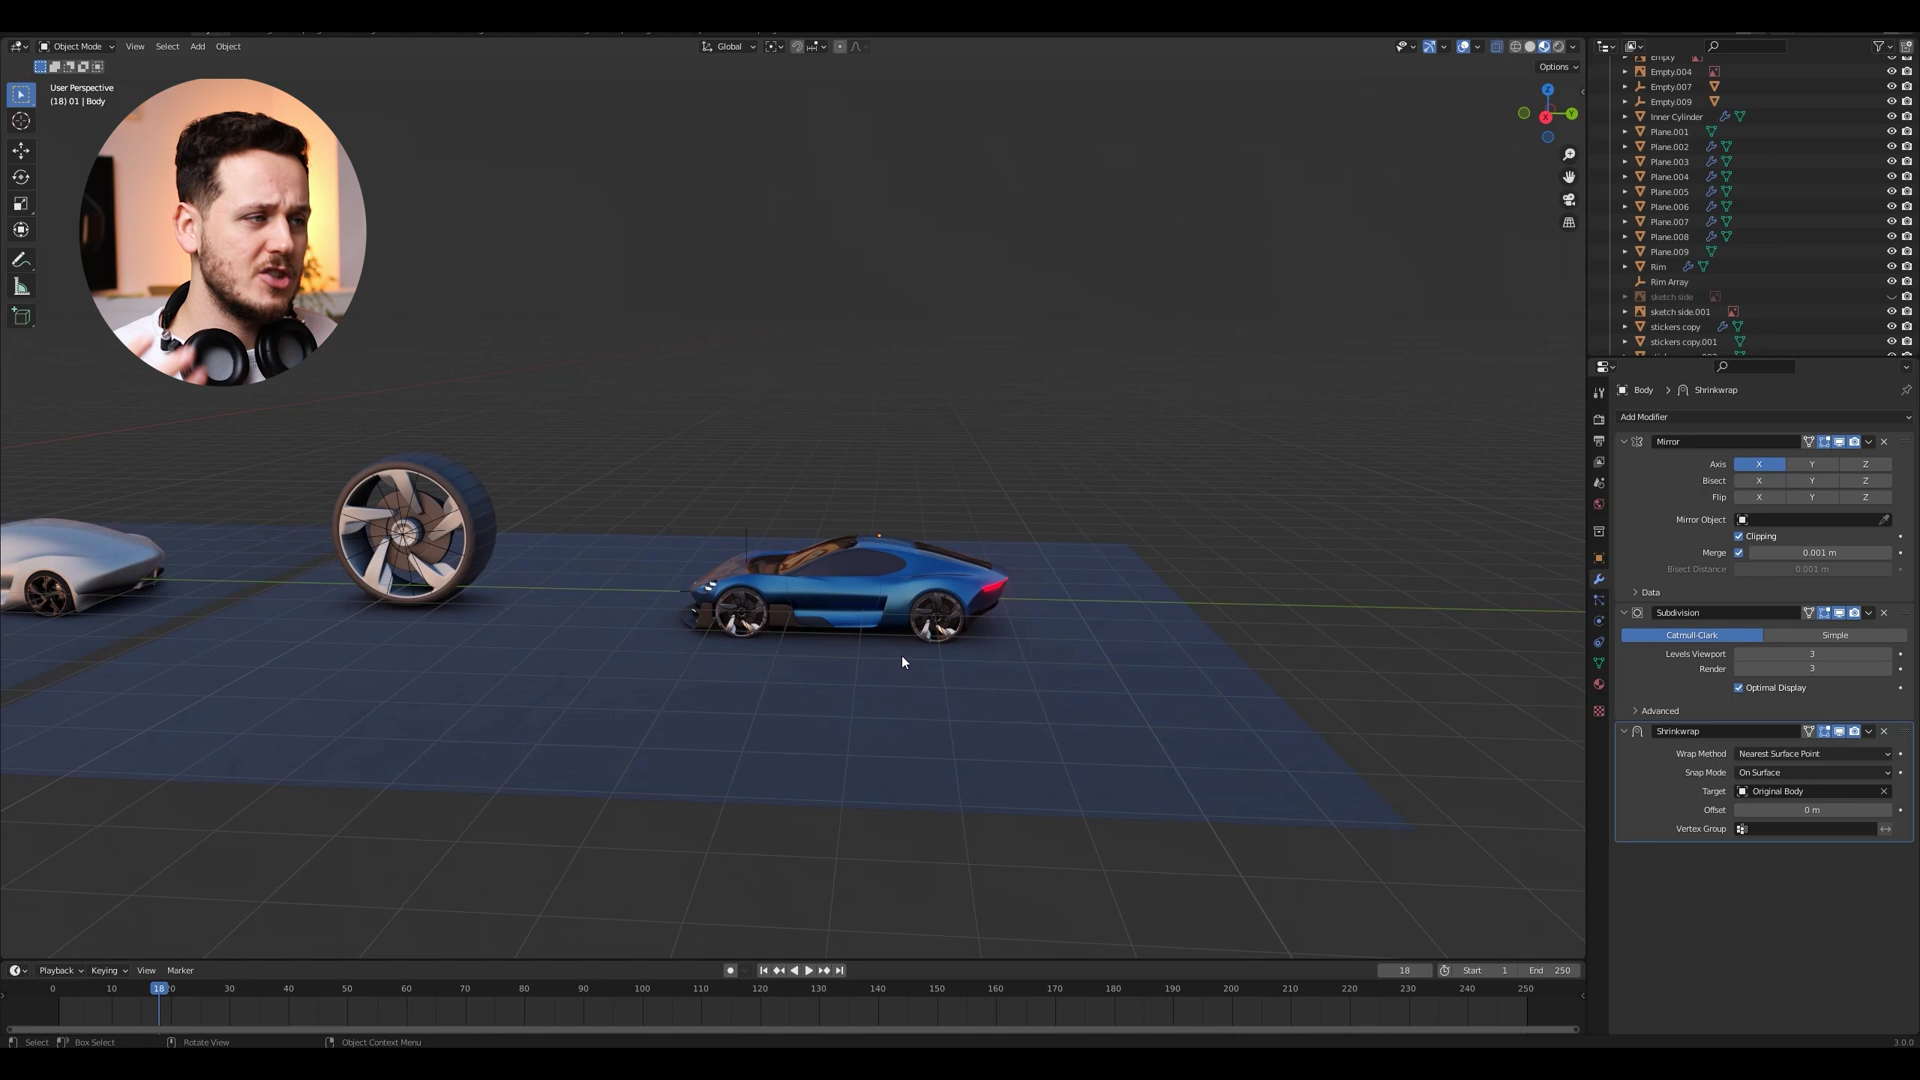 Object Mode View Select Add Object Global
Options
User Perspective
(18) 01 | Body
Z
Y
X
Empty
Empty.004
Empty.007
Empty.009
Inner Cylinder
Plane.001
Plane.002
Plane.003
Plane.004
Plane.005
Plane.006
Plane.007
Plane.008
Plane.009
Rim
Rim Array
sketch side
sketch side.001
stickers copy
stickers copy.001
Body > Shrinkwrap
Add Modifier
Mirror
Axis X Y Z
Bisect X Y Z
Flip X Y Z
Mirror Object
Clipping
Merge 0.001 m
Bisect Distance 0.001 m
Data
Subdivision
Catmull-Clark Simple
Levels Viewport 3
Render 3
Optimal Display
Advanced
Shrinkwrap
Wrap Method Nearest Surface Point
Snap Mode On Surface
Target Original Body
Offset 0 m
Vertex Group
Playback Keying View Marker 18 Start 1 End 250
0 10 18 20 30 40 50 60 70 80 90 100 110 120 130 140 150 160 170 180 190 200 210 220 230 240 250
Select Box Select Rotate View Object Context Menu 3.0.0